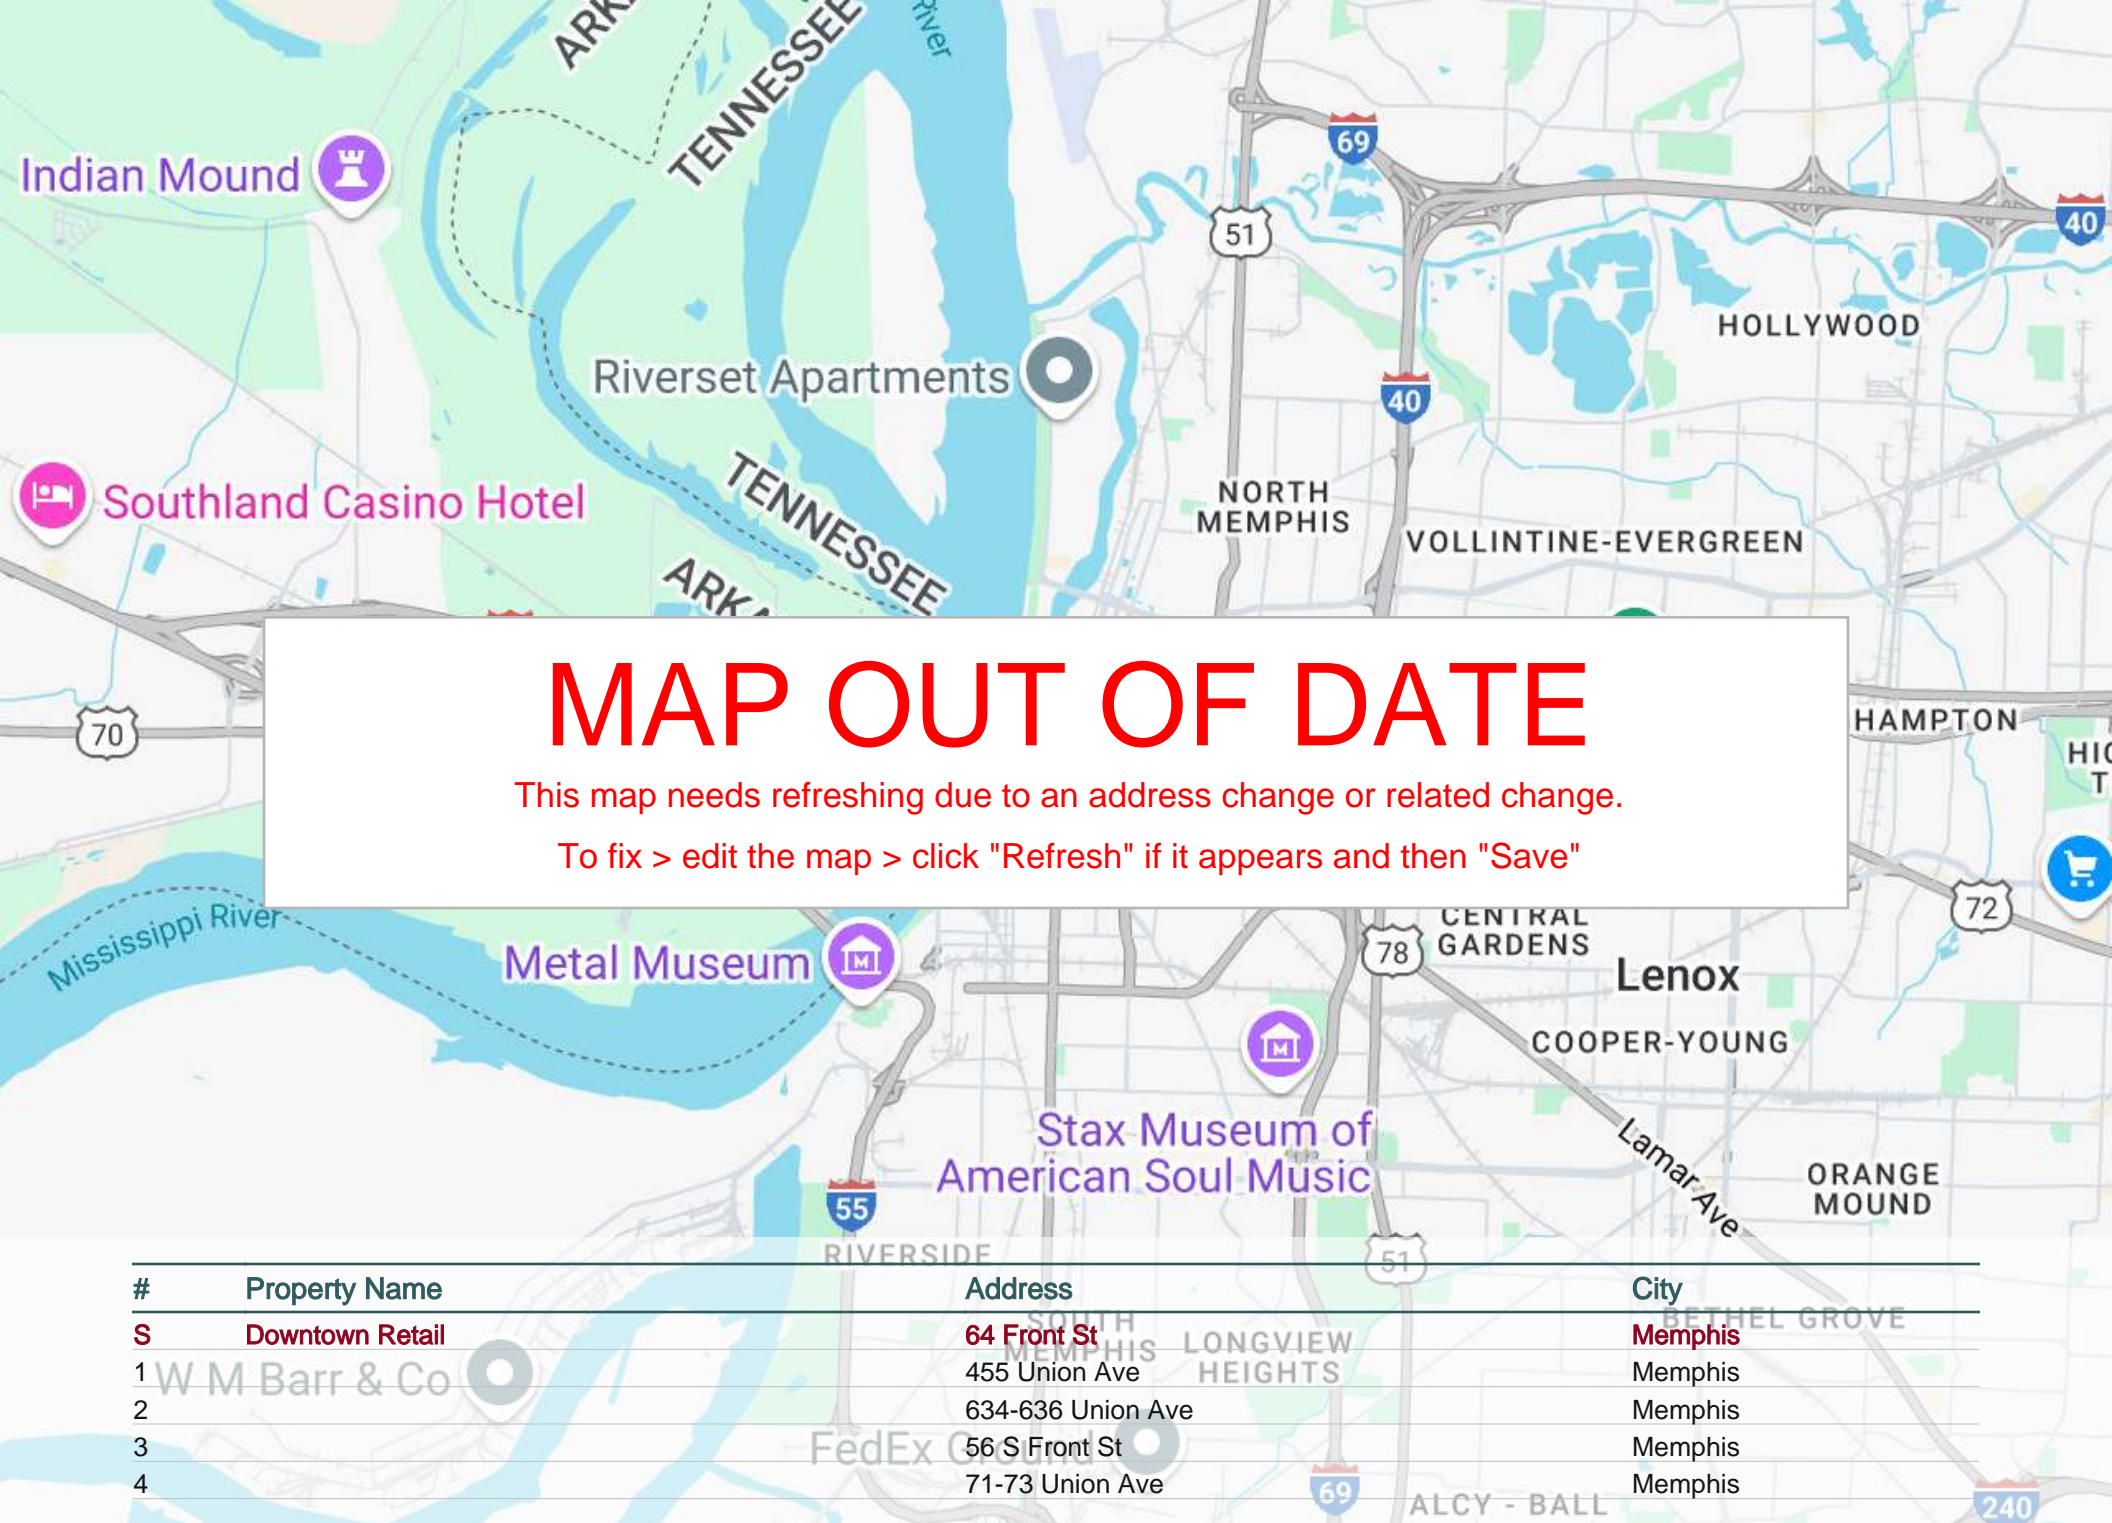 ARK
TENNESSEE
River
69
Indian Mound
51
40
HOLLYWOOD
Riverset Apartments
40
Southland Casino Hotel
TENNESSEE
NORTH
MEMPHIS
VOLLINTINE-EVERGREEN
ARKA
MAP OUT OF DATE
This map needs refreshing due to an address change or related change.
To fix > edit the map > click "Refresh" if it appears and then "Save"
70
HAMPTON
HIG
T
72
Mississippi River
Metal Museum
CENTRAL
GARDENS
78
Lenox
COOPER-YOUNG
Stax Museum of
American Soul Music
Lamar Ave
ORANGE
MOUND
55
RIVERSIDE
51
# Property Name Address City
BETHEL GROVE
SOUTH
MEMPHIS
LONGVIEW
HEIGHTS
S Downtown Retail 64 Front St Memphis
W M Barr & Co
1 455 Union Ave Memphis
2 634-636 Union Ave Memphis
FedEx Ground
3 56 S Front St Memphis
4 71-73 Union Ave Memphis
69
ALCY - BALL
240